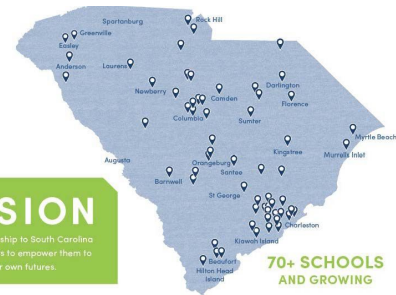 Spartanburg
Rock Hill
Greenville
Easley
Anderson
Laurens
Newberry
Camden
Darlington
Florence
Columbia
Sumter
Myrtle Beach
Murrells Inlet
Kingstree
Augusta
Orangeburg
Santee
Barnwell
St George
Charleston
Kiawah Island
Beaufort
Hilton Head
Island
SION
ship to South Carolina
s to empower them to
r own futures.
70+ SCHOOLS
AND GROWING